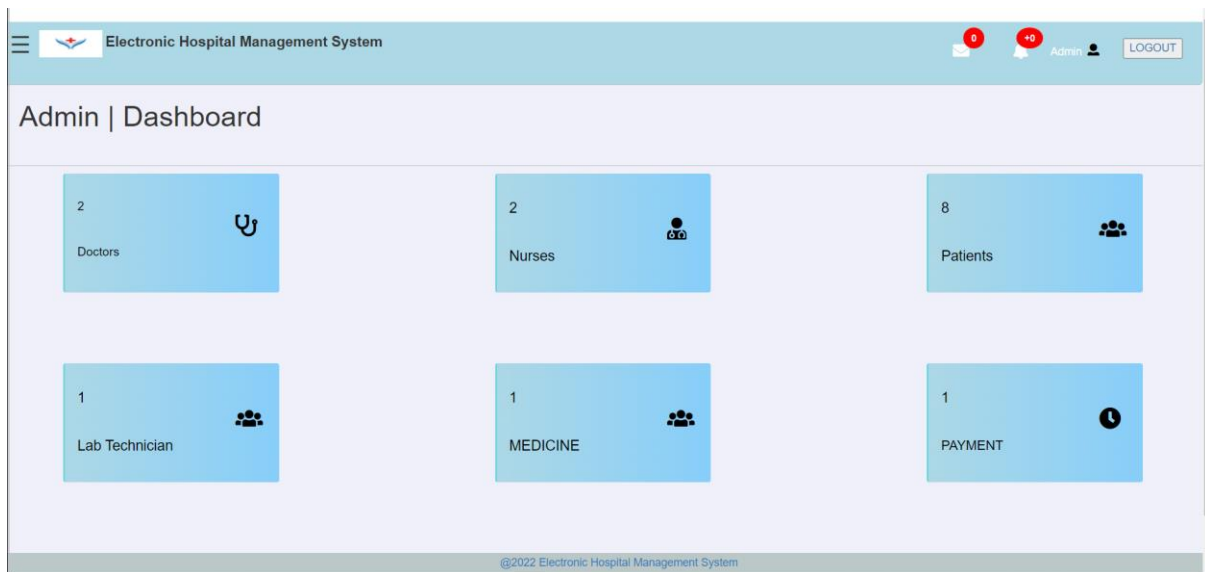 Electronic Hospital Management System
0
+0
Admin
LOGOUT
Admin | Dashboard
2
Doctors
2
Nurses
8
Patients
1
Lab Technician
1
MEDICINE
1
PAYMENT
@2022 Electronic Hospital Management System